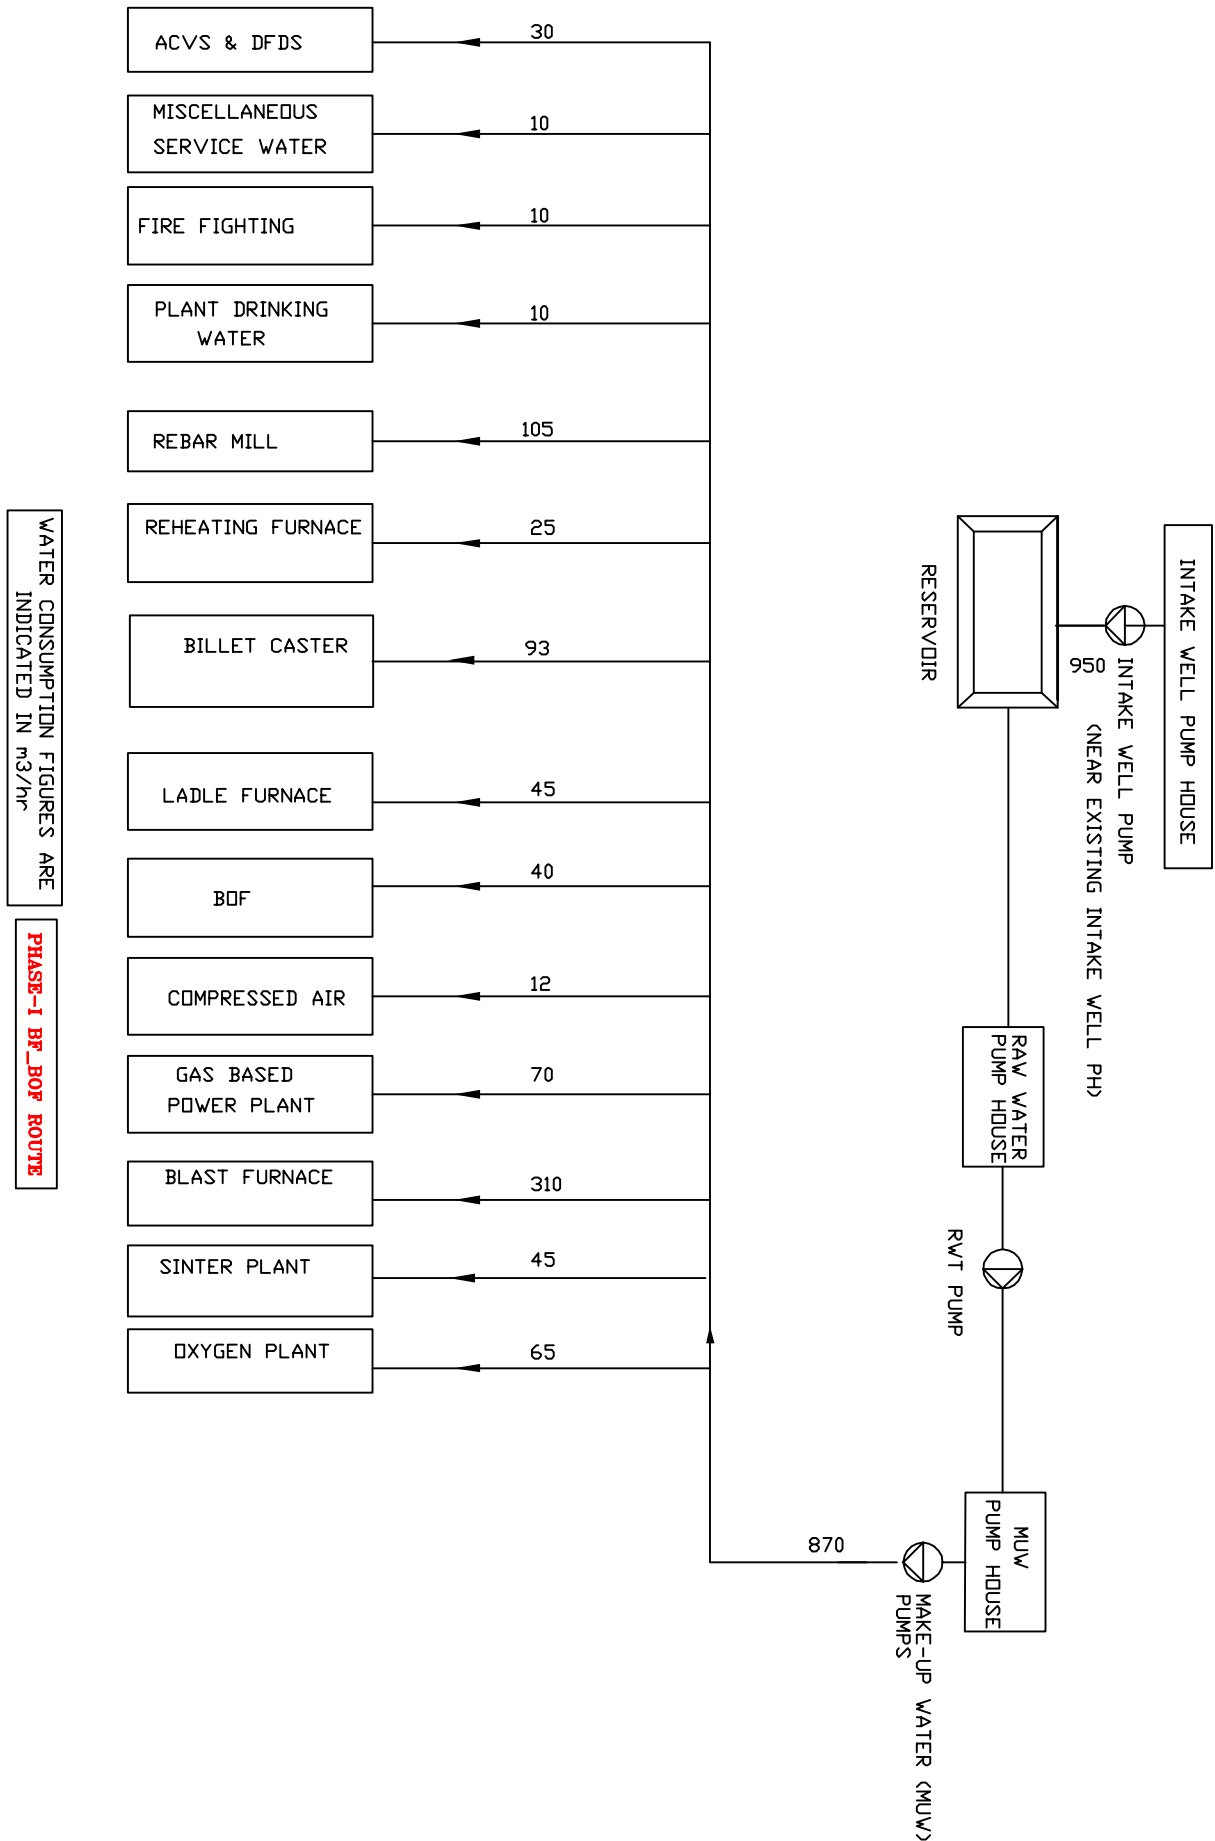 ACVS & DFDS
30
MISCELLANEOUS
SERVICE WATER
10
FIRE FIGHTING
10
PLANT DRINKING
WATER
10
REBAR MILL
105
REHEATING FURNACE
25
BILLET CASTER
93
LADLE FURNACE
45
BOF
40
COMPRESSED AIR
12
GAS BASED
POWER PLANT
70
BLAST FURNACE
310
SINTER PLANT
45
OXYGEN PLANT
65
870
INTAKE WELL PUMP HOUSE
950
INTAKE WELL PUMP
(NEAR EXISTING INTAKE WELL PH)
RESERVOIR
RAW WATER
PUMP HOUSE
RWT PUMP
MUW
PUMP HOUSE
MAKE-UP WATER (MUW)
PUMPS
WATER CONSUMPTION FIGURES ARE
INDICATED IN m3/hr
PHASE-I BF_BOF ROUTE